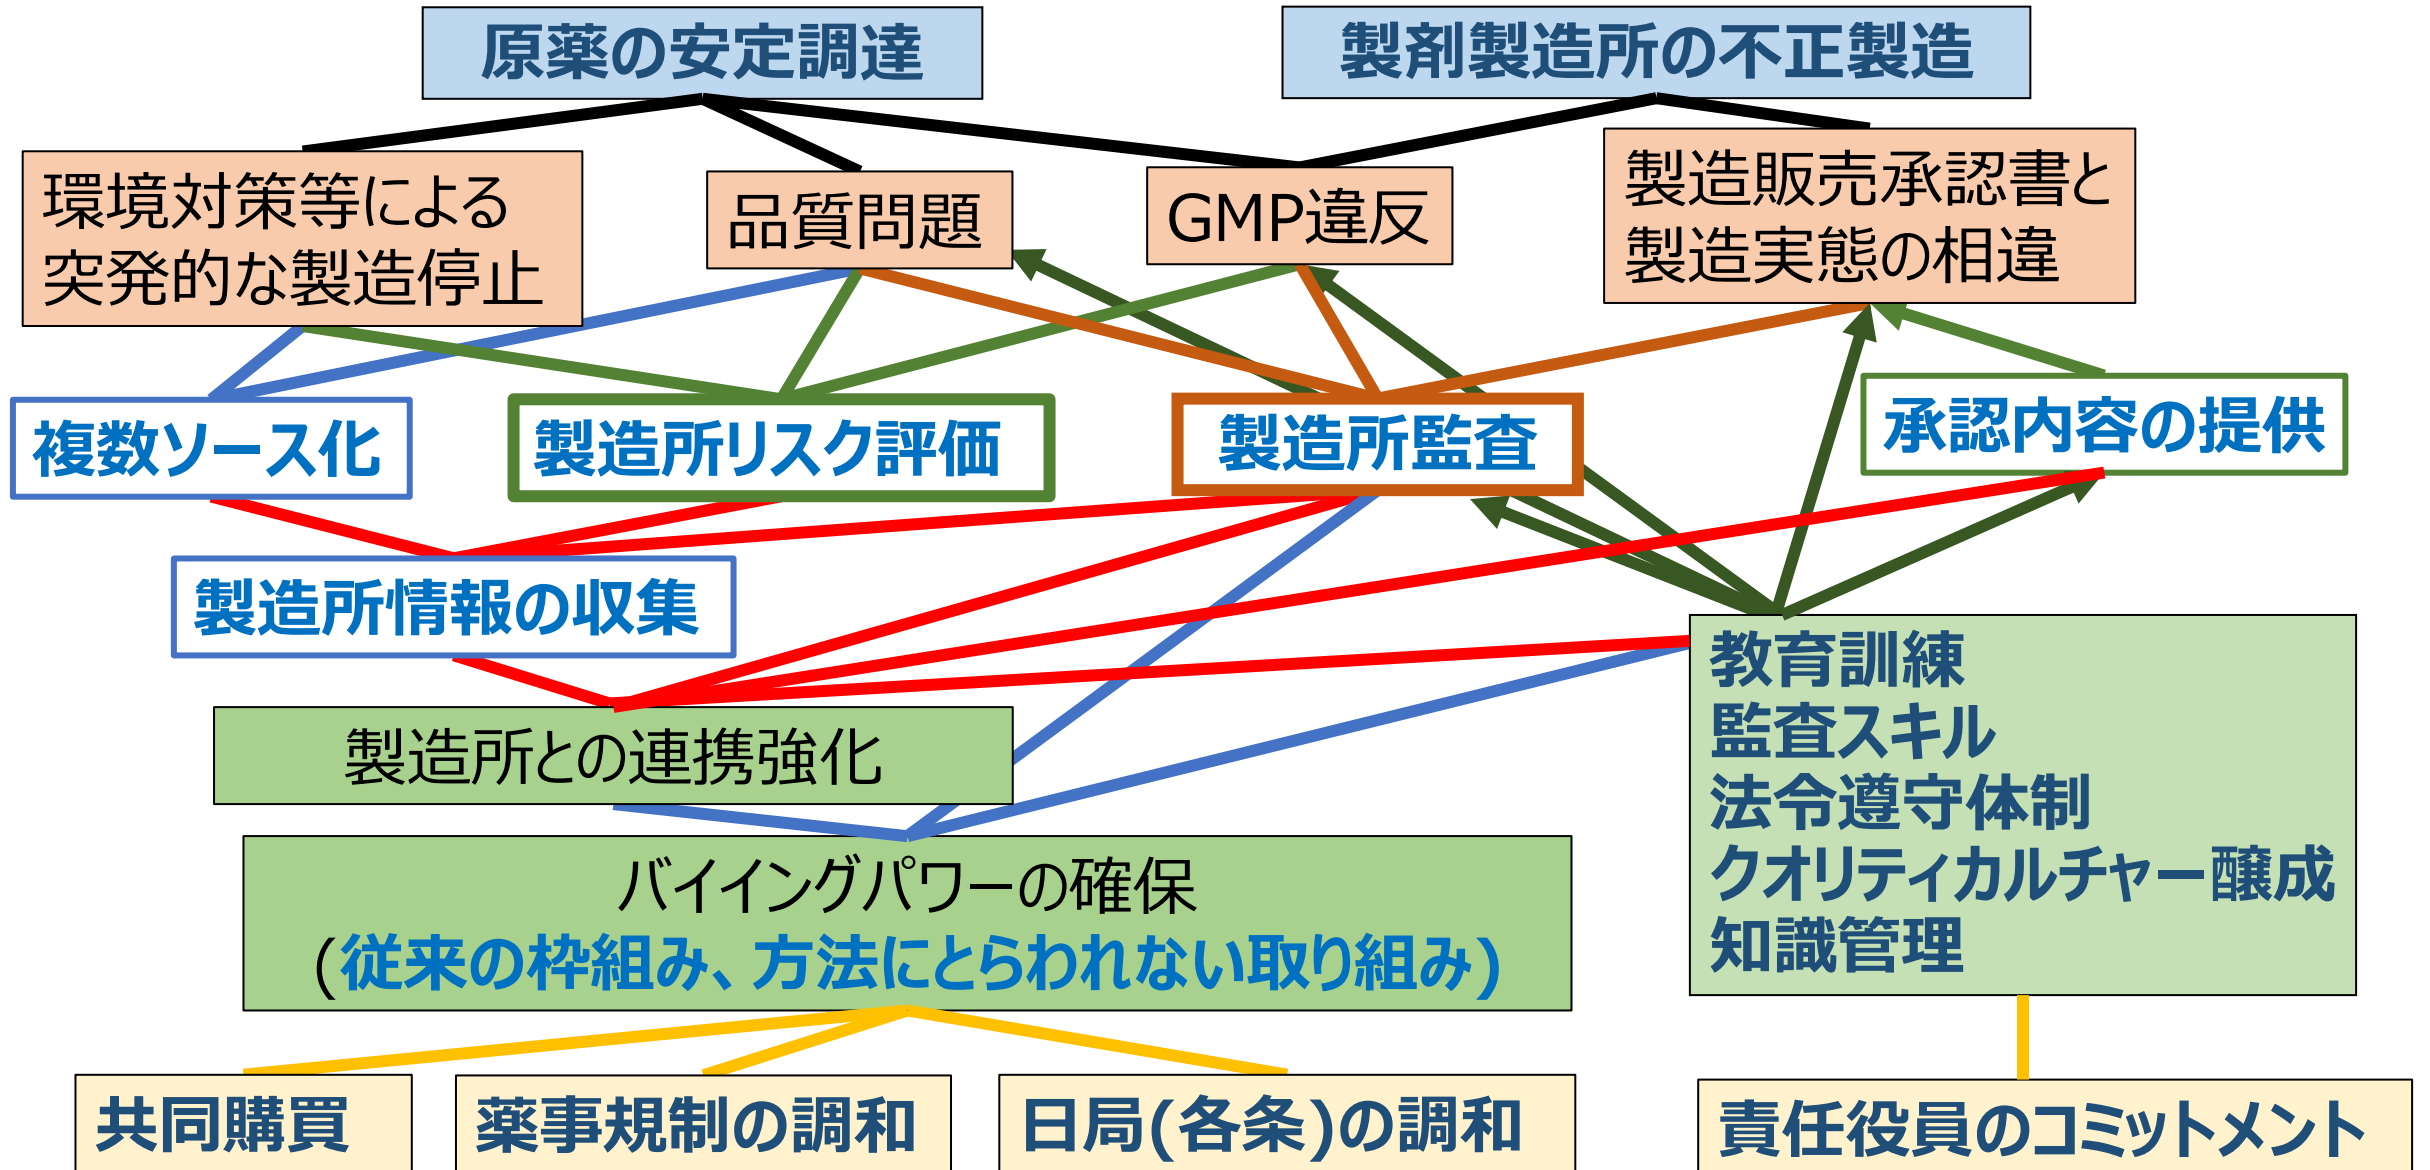 原薬の安定調達
製剤製造所の不正製造
環境対策等による
突発的な製造停止
品質問題
GMP違反
製造販売承認書と
製造実態の相違
複数ソース化
製造所リスク評価
製造所監査
承認内容の提供
製造所情報の収集
教育訓練
監査スキル
法令遵守体制
クオリティカルチャー醸成
知識管理
製造所との連携強化
バイイングパワーの確保
(従来の枠組み、方法にとらわれない取り組み)
共同購買
薬事規制の調和
日局(各条)の調和
責任役員のコミットメント